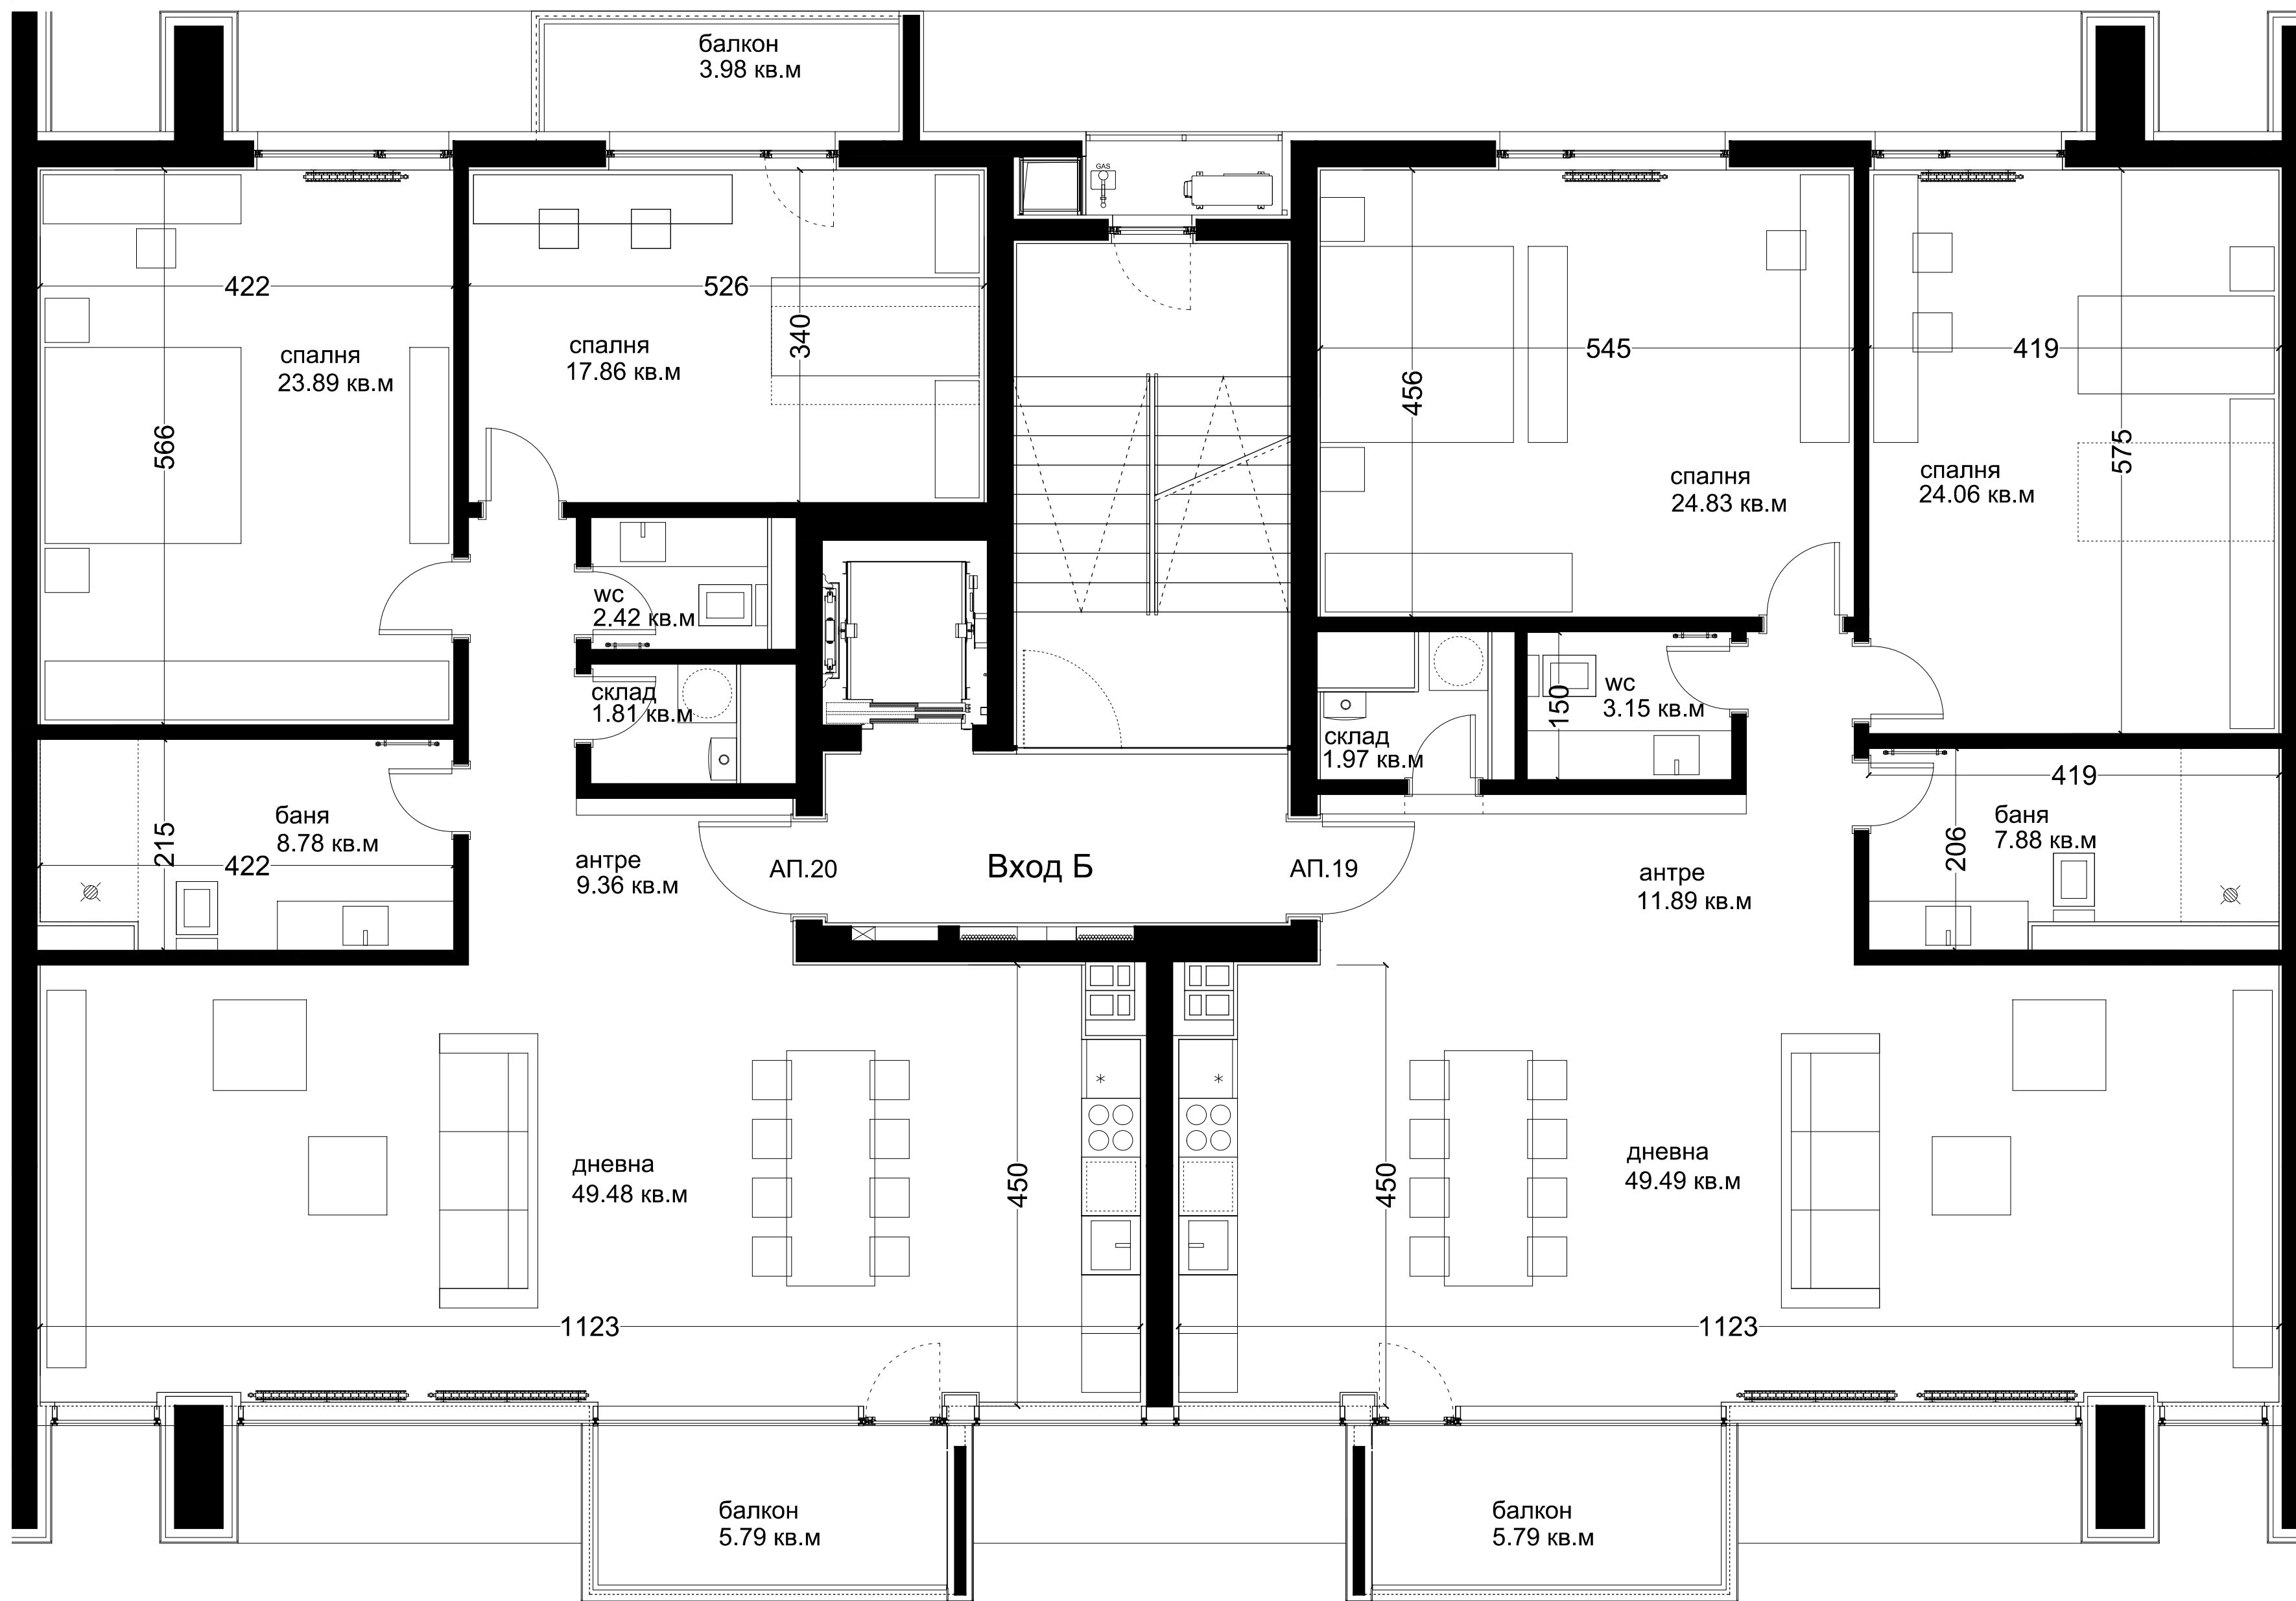 балкон
3.98 кв.м
GAS
422
526
340
спалня
23.89 кв.м
566
спалня
17.86 кв.м
545
456
419
575
спалня
24.83 кв.м
спалня
24.06 кв.м
wc
2.42 кв.м
склад
1.81 кв.м
150
wc
3.15 кв.м
склад
1.97 кв.м
419
баня
8.78 кв.м
215
422
антре
9.36 кв.м
АП.20
Вход Б
АП.19
антре
11.89 кв.м
206
баня
7.88 кв.м
дневна
49.48 кв.м
450
450
дневна
49.49 кв.м
1123
1123
балкон
5.79 кв.м
балкон
5.79 кв.м